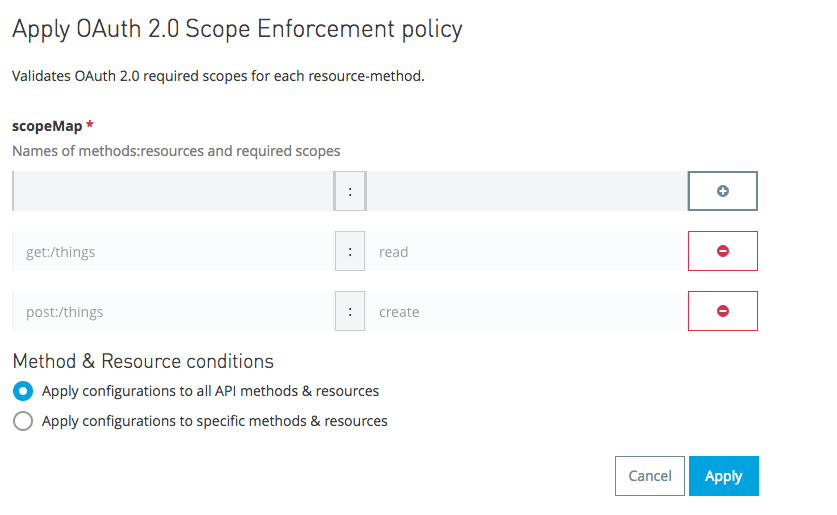 Apply OAuth 2.0 Scope Enforcement policy
Validates OAuth 2.0 required scopes for each resource-method.
scopeMap *
Names of methods:resources and required scopes
:
get:/things : read
post:/things : create
Method & Resource conditions
Apply configurations to all API methods & resources
Apply configurations to specific methods & resources
Cancel Apply